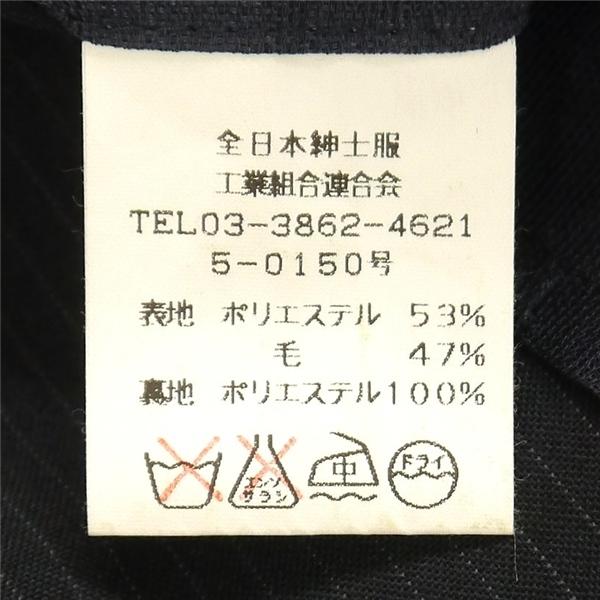 全日本紳士服
工業組合連合会
TEL03-3862-4621
5-0150号
表地 ポリエステル 53%
毛 47%
裏地 ポリエステル100%
エンソ
サラシ
中
ドライ